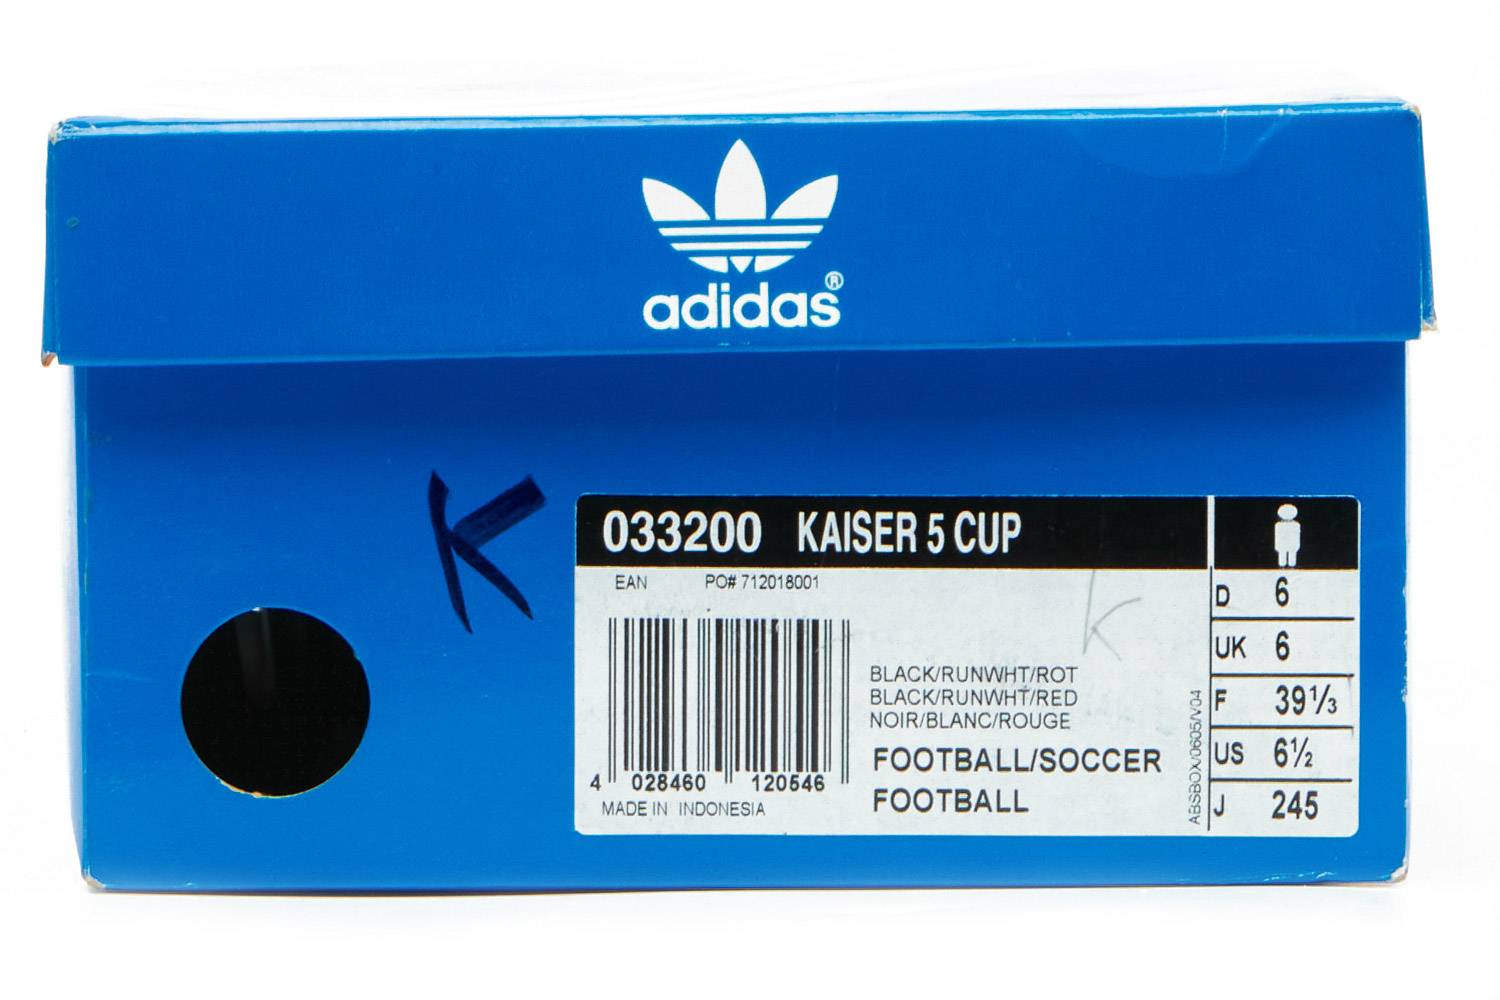 adidas®
K
033200 KAISER 5 CUP
EAN PO# 712018001
K
BLACK/RUNWHT/ROT
BLACK/RUNWHT/RED
NOIR/BLANC/ROUGE
FOOTBALL/SOCCER
FOOTBALL
4 028460 120546
MADE IN INDONESIA
ABSBOX/0605/V04
D 6
UK 6
F 39⅓
US 6½
J 245